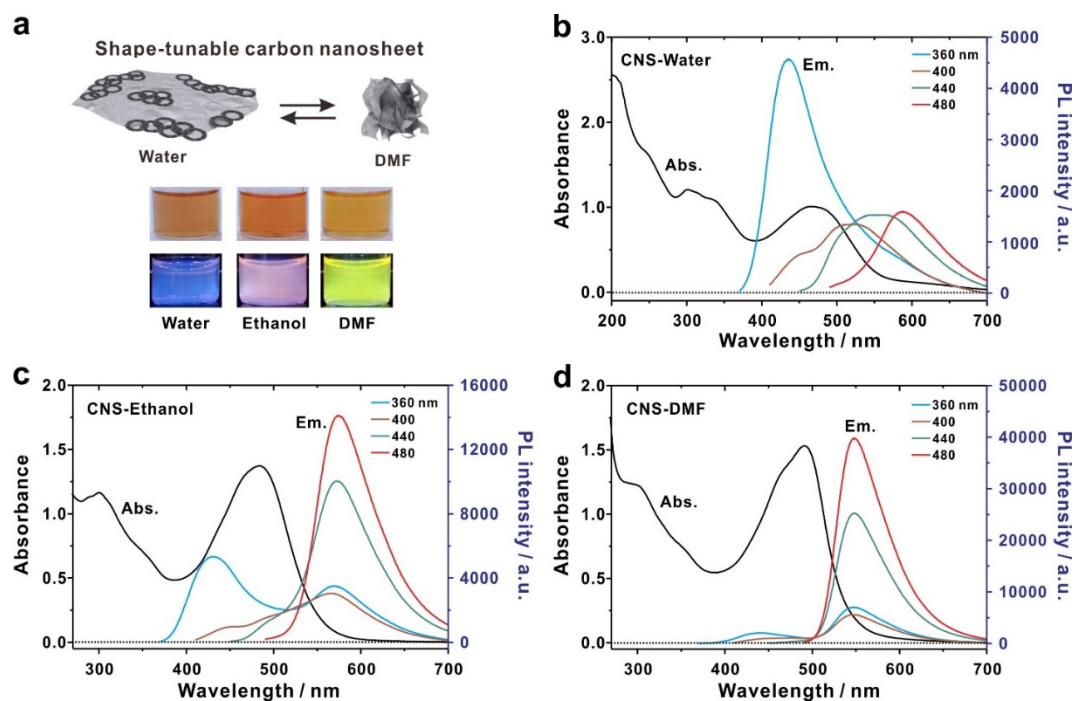 a
Shape-tunable carbon nanosheet
Water
DMF
Water Ethanol DMF
b
CNS-Water
Em.
Abs.
360 nm
400
440
480
3.0
2.0
1.0
0.0
Absorbance
5000
4000
3000
2000
1000
0
PL intensity / a.u.
200 300 400 500 600 700
Wavelength / nm
c
CNS-Ethanol
Em.
Abs.
360 nm
400
440
480
2.0
1.5
1.0
0.5
0.0
Absorbance
16000
12000
8000
4000
0
PL intensity / a.u.
300 400 500 600 700
Wavelength / nm
d
CNS-DMF
Em.
Abs.
360 nm
400
440
480
2.0
1.5
1.0
0.5
0.0
Absorbance
50000
40000
30000
20000
10000
0
PL intensity / a.u.
300 400 500 600 700
Wavelength / nm